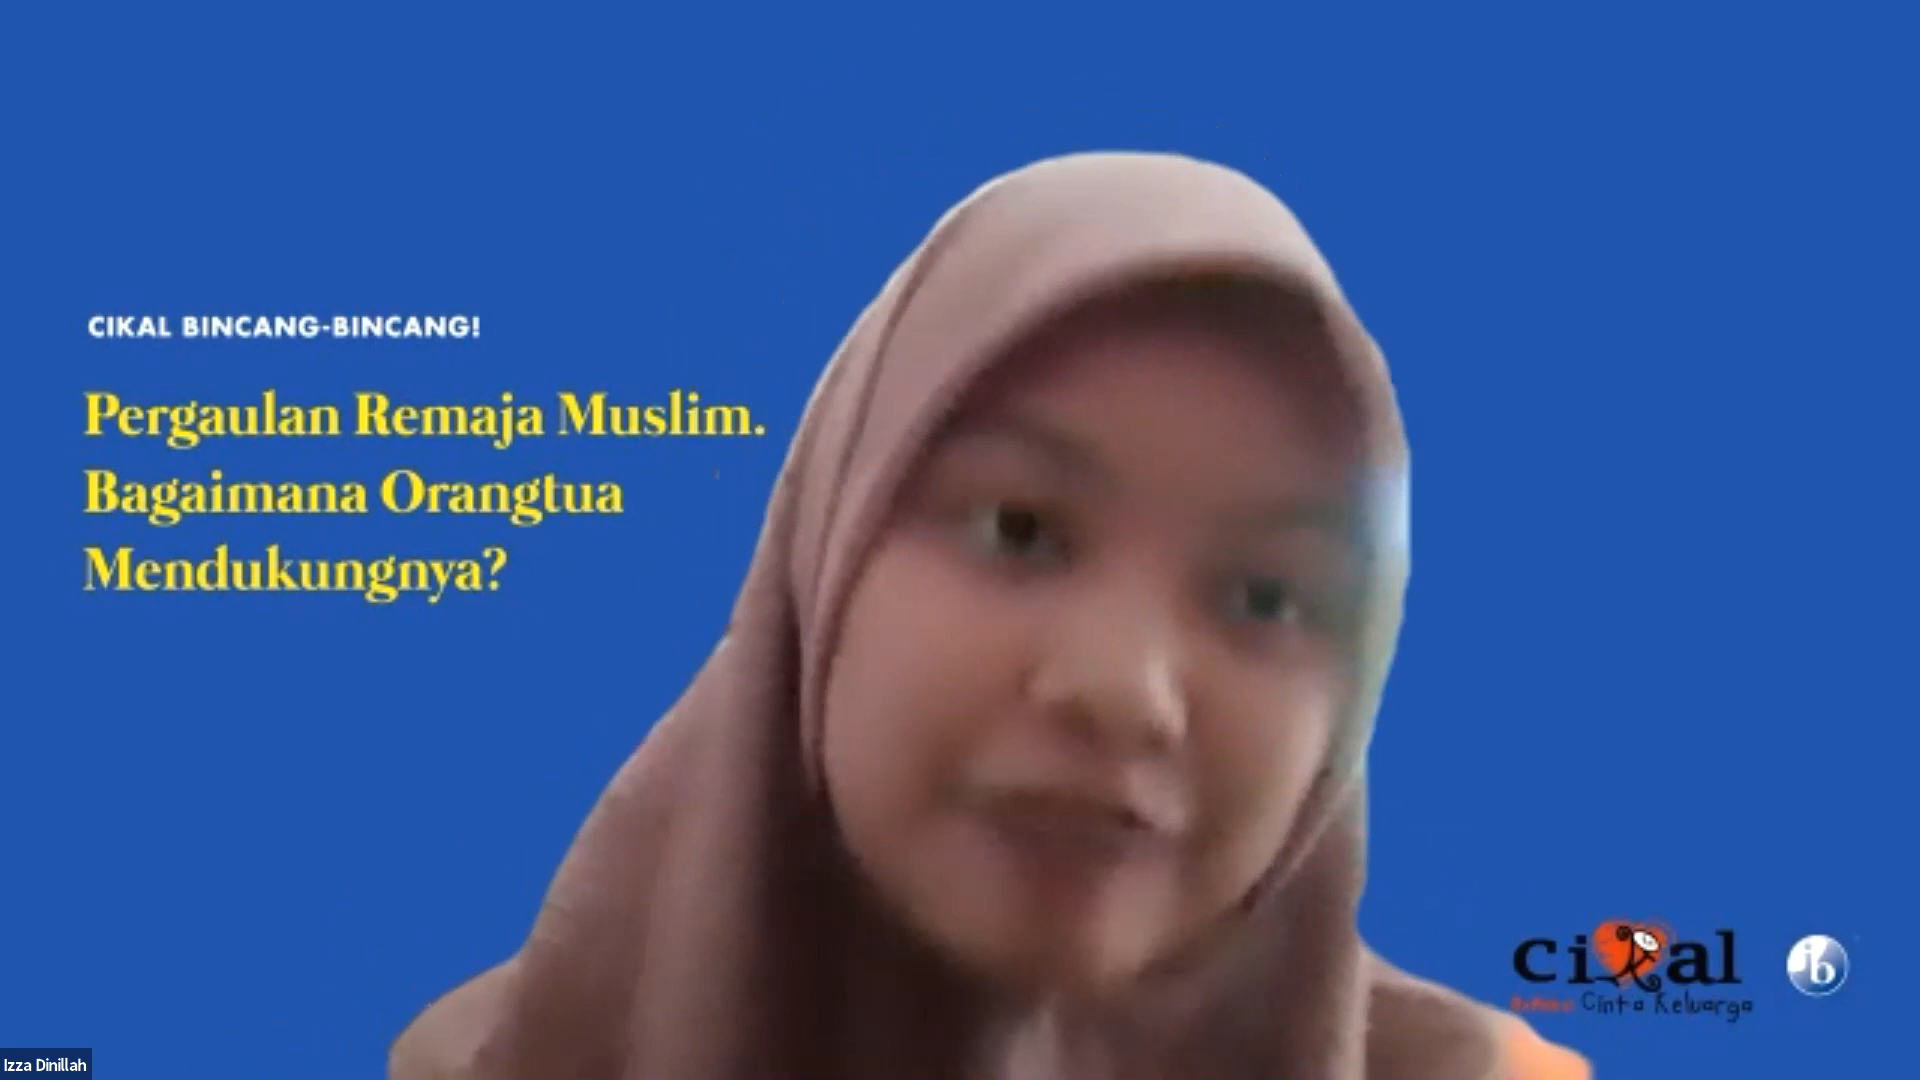 CIKAL BINCANG-BINCANG!
Pergaulan Remaja Muslim.
Bagaimana Orangtua
Mendukungnya?
cikal
Cinta Keluarga
ib
Izza Dinillah